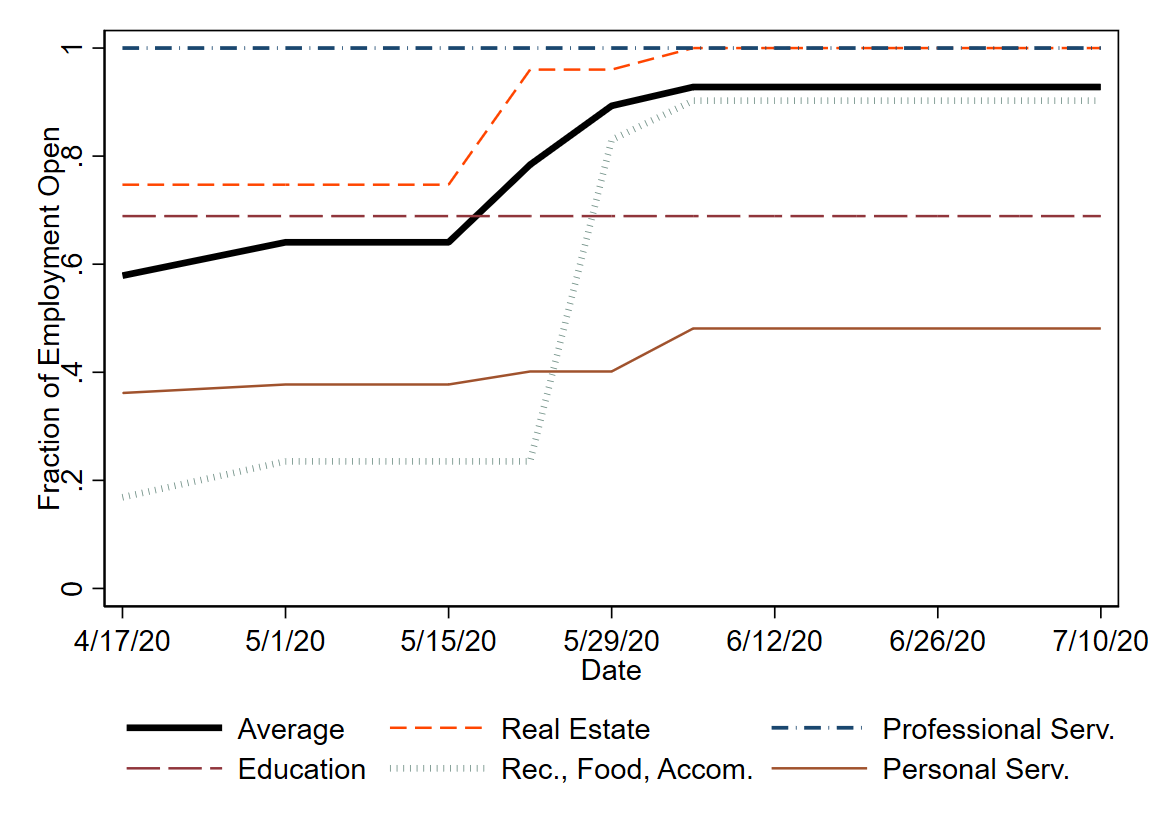 Fraction of Employment Open
1
.8
.6
.4
.2
0
4/17/20 5/1/20 5/15/20 5/29/20 6/12/20 6/26/20 7/10/20
Date
Average Real Estate Professional Serv.
Education Rec., Food, Accom. Personal Serv.